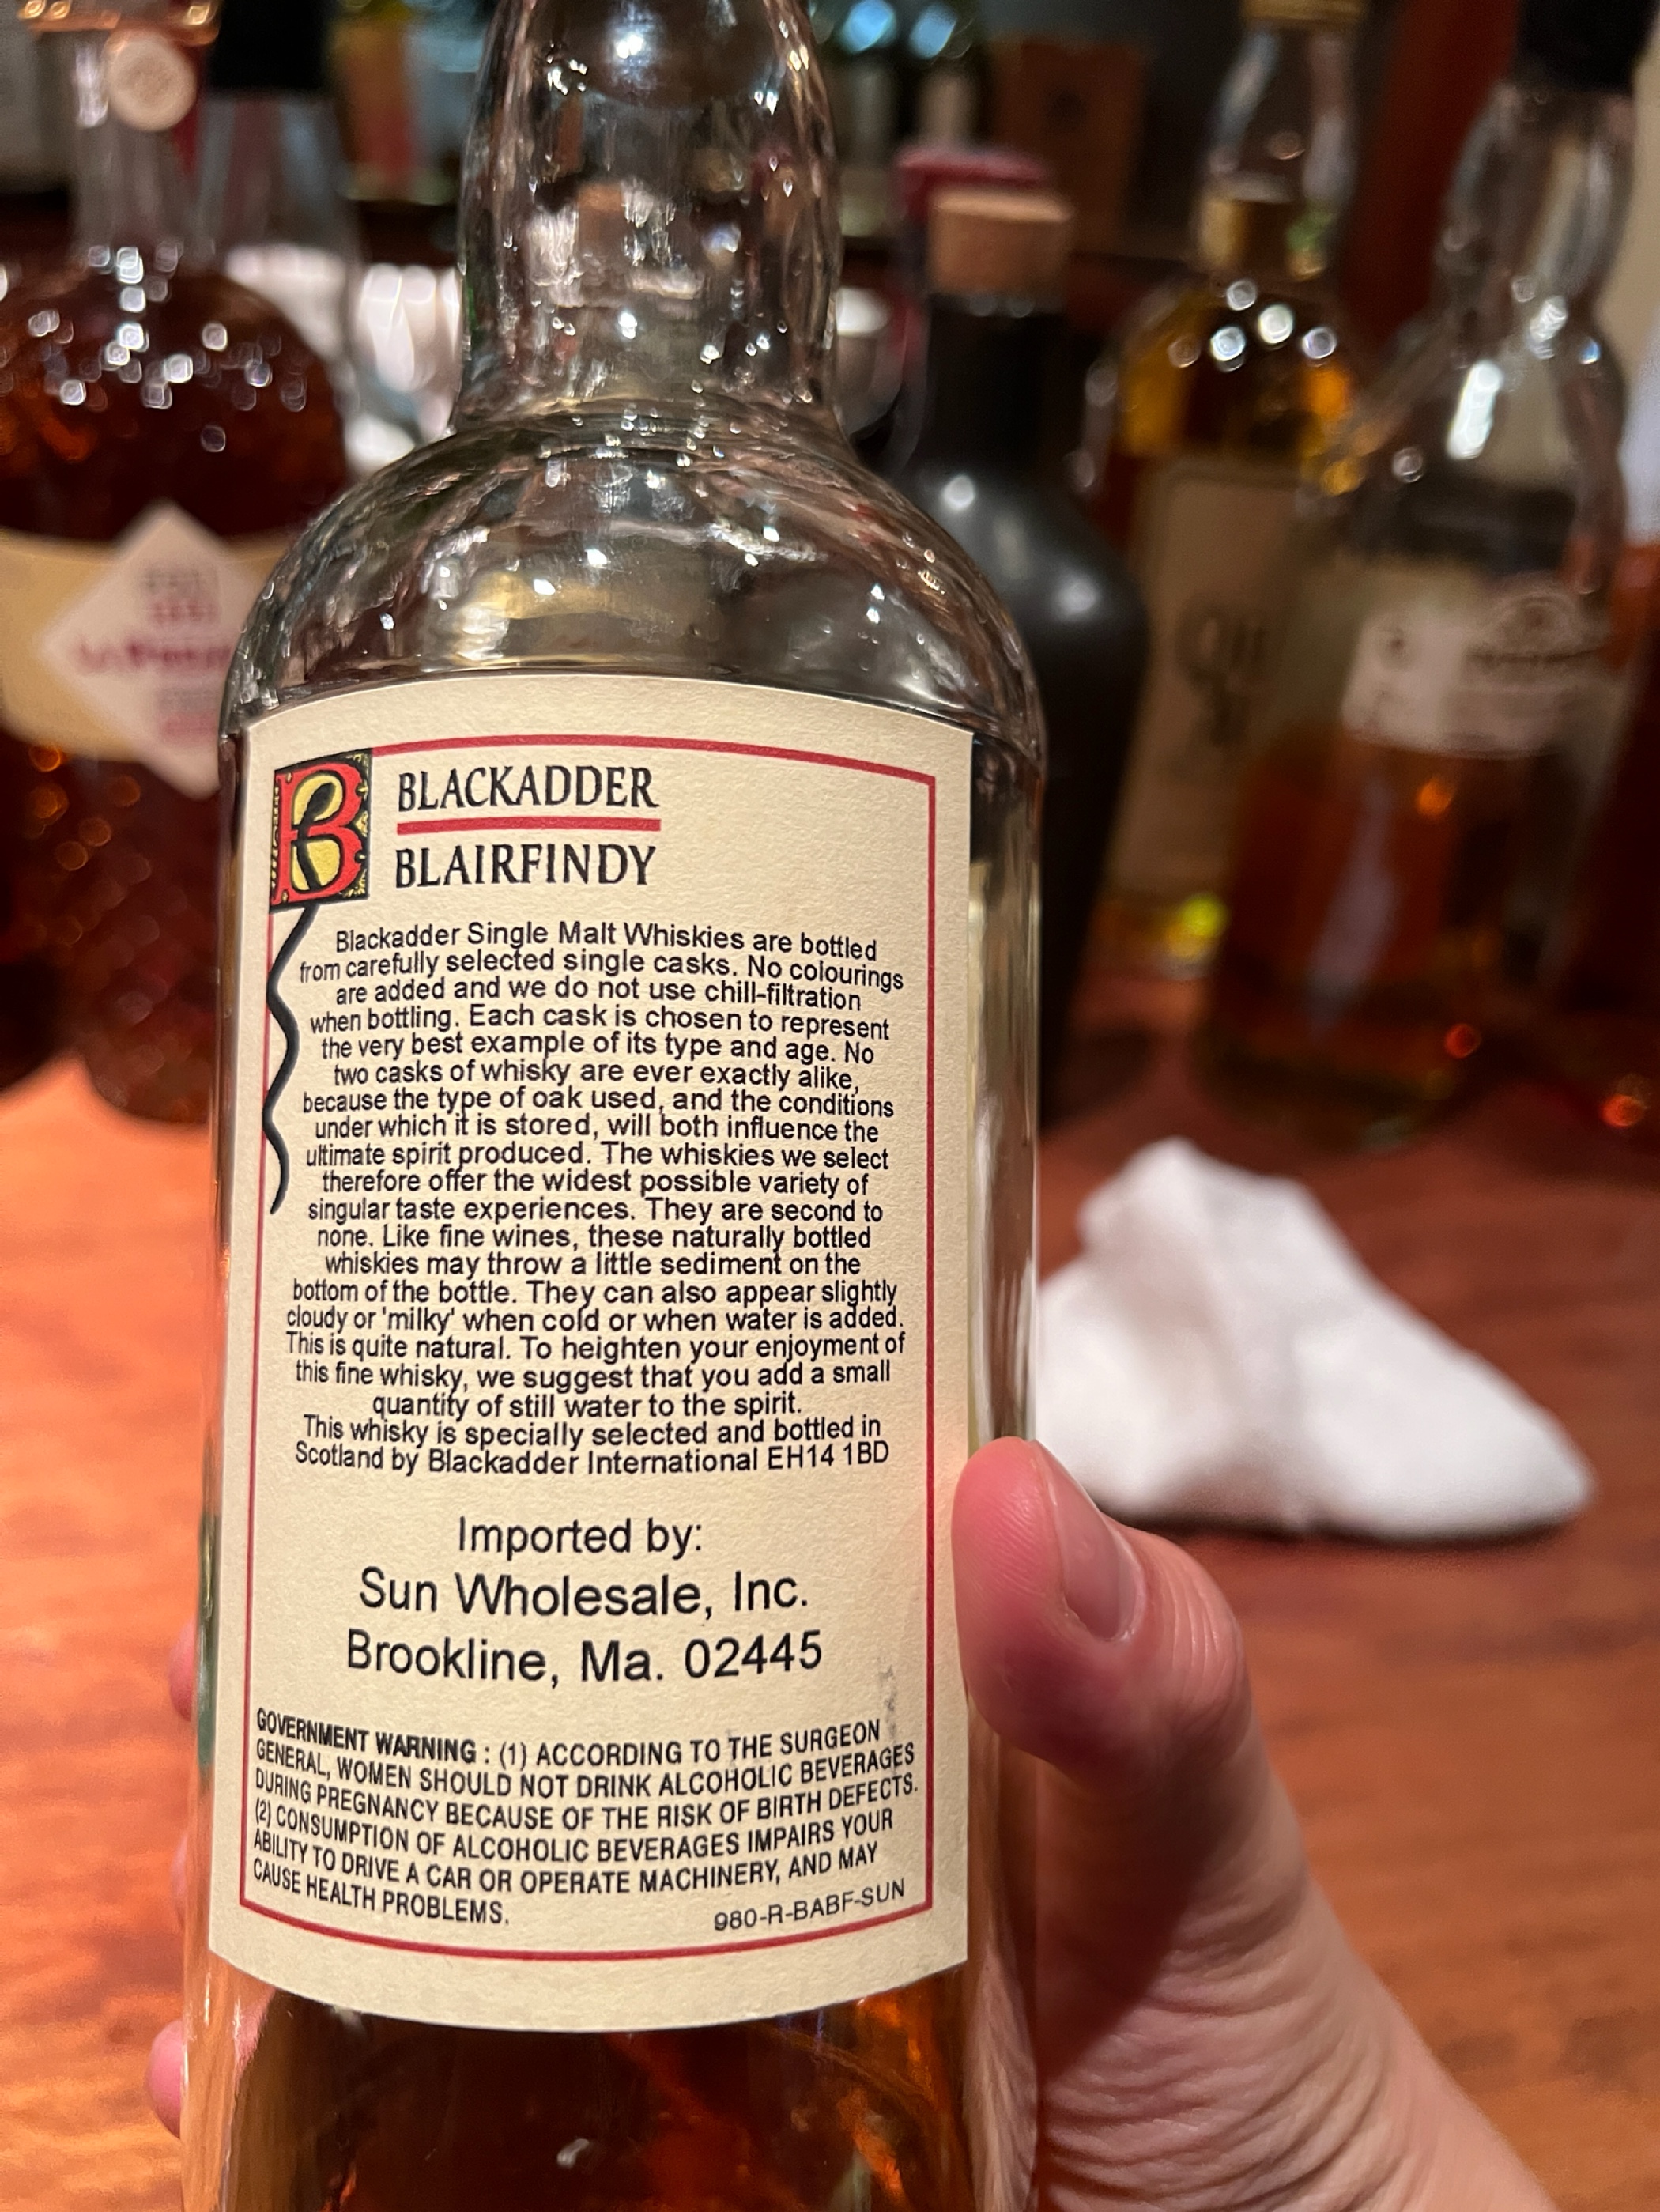 BLACKADDER
BLAIRFINDY
Blackadder Single Malt Whiskies are bottled
from carefully selected single casks. No colourings
are added and we do not use chill-filtration
when bottling. Each cask is chosen to represent
the very best example of its type and age. No
two casks of whisky are ever exactly alike,
because the type of oak used, and the conditions
under which it is stored, will both influence the
ultimate spirit produced. The whiskies we select
therefore offer the widest possible variety of
singular taste experiences. They are second to
none. Like fine wines, these naturally bottled
whiskies may throw a little sediment on the
bottom of the bottle. They can also appear slightly
cloudy or 'milky' when cold or when water is added.
This is quite natural. To heighten your enjoyment of
this fine whisky, we suggest that you add a small
quantity of still water to the spirit.
This whisky is specially selected and bottled in
Scotland by Blackadder International EH14 1BD
Imported by:
Sun Wholesale, Inc.
Brookline, Ma. 02445
GOVERNMENT WARNING : (1) ACCORDING TO THE SURGEON
GENERAL, WOMEN SHOULD NOT DRINK ALCOHOLIC BEVERAGES
DURING PREGNANCY BECAUSE OF THE RISK OF BIRTH DEFECTS.
(2) CONSUMPTION OF ALCOHOLIC BEVERAGES IMPAIRS YOUR
ABILITY TO DRIVE A CAR OR OPERATE MACHINERY, AND MAY
CAUSE HEALTH PROBLEMS.
980-R-BABF-SUN